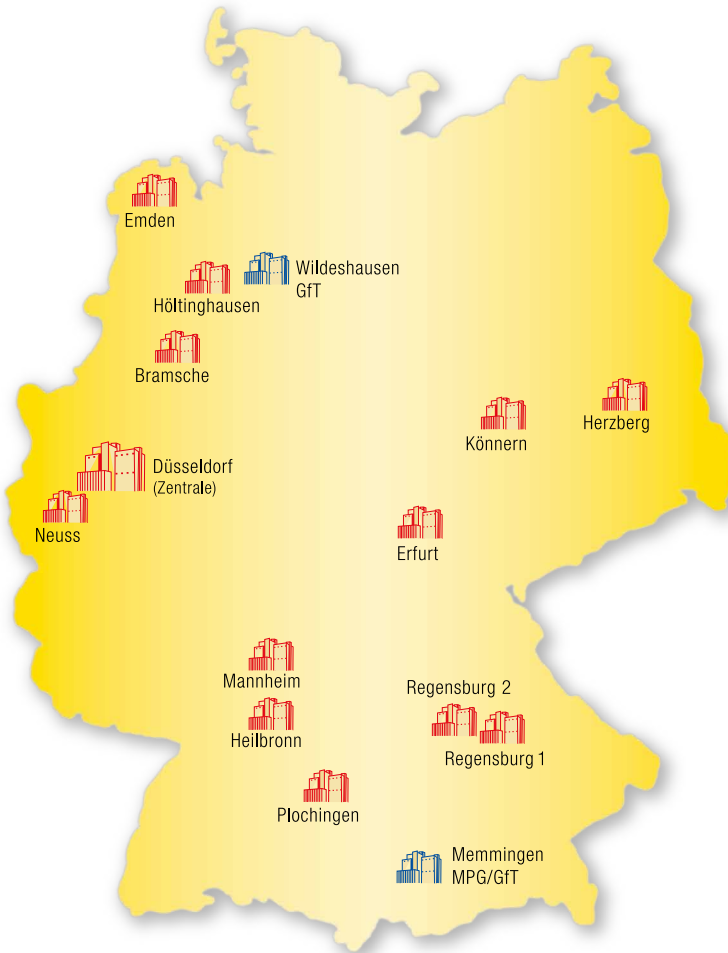 Emden
Wildeshausen
GfT
Höltinghausen
Bramsche
Herzberg
Könnern
Düsseldorf
(Zentrale)
Neuss
Erfurt
Mannheim
Regensburg 2
Heilbronn
Regensburg 1
Plochingen
Memmingen
MPG/GfT